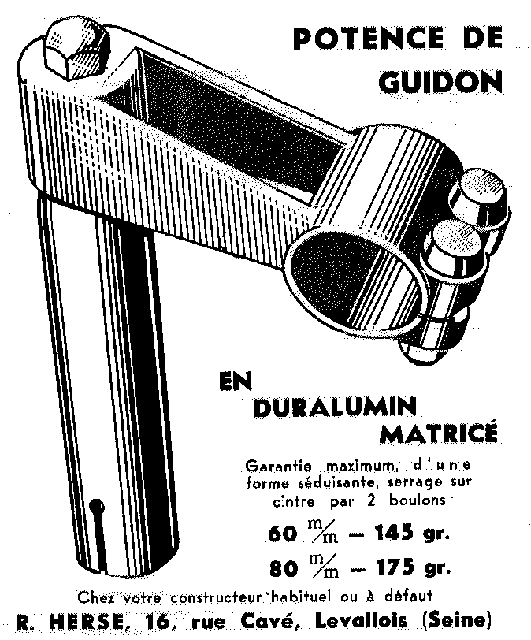 POTENCE DE
GUIDON
EN
DURALUMIN
MATRICÉ
Garantie maximum, d'une
forme séduisante, serrage sur
cintre par 2 boulons
60 m/m — 145 gr.
80 m/m — 175 gr.
Chez votre constructeur habituel ou à défaut
R. HERSE, 16, rue Cavé, Levallois (Seine)